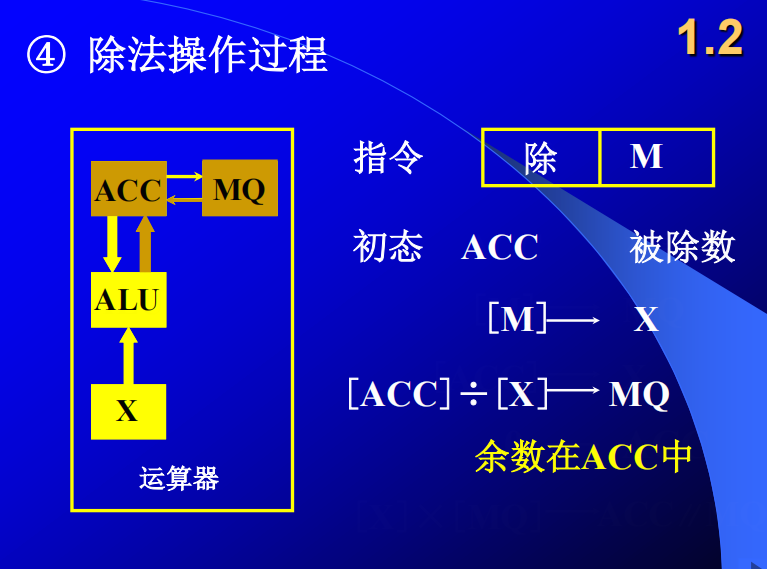 ④ 除法操作过程
1.2
ACC
MQ
ALU
X
运算器
指令 除 M
初态 ACC 被除数
[M]→ X
[ACC]÷[X]→ MQ
余数在ACC中